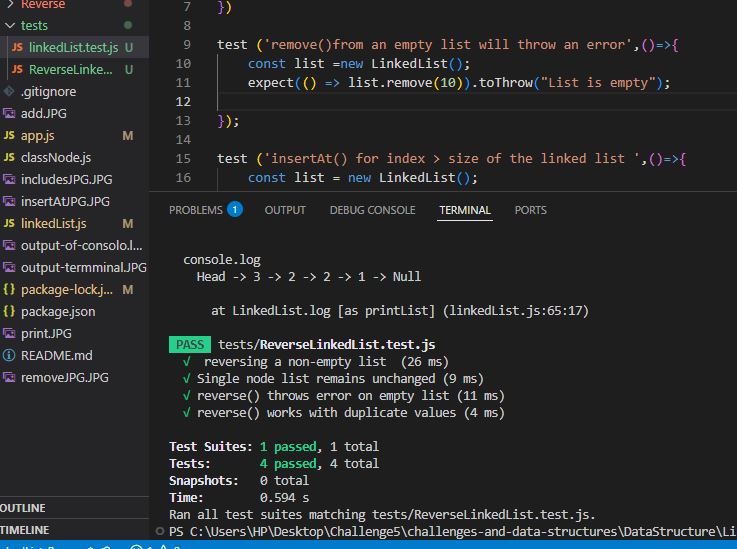 Reverse
tests
JS linkedList.test.js U
JS ReverseLinke... U
.gitignore
add.JPG
JS app.js M
JS classNode.js
includesJPG.JPG
insertAtJPG.JPG
JS linkedList.js M
output-of-consolo.l...
output-termminal.JPG
{} package-lock.j... M
{} package.json
print.JPG
README.md
removeJPG.JPG
OUTLINE
TIMELINE
7 })
8
9 test ('remove()from an empty list will throw an error',()=>{
10 const list =new LinkedList();
11 expect(() => list.remove(10)).toThrow("List is empty");
12
13 });
14
15 test ('insertAt() for index > size of the linked list ',()=>{
16 const list = new LinkedList();
PROBLEMS 1 OUTPUT DEBUG CONSOLE TERMINAL PORTS
console.log
Head -> 3 -> 2 -> 2 -> 1 -> Null
at LinkedList.log [as printList] (linkedList.js:65:17)
PASS tests/ReverseLinkedList.test.js
√ reversing a non-empty list (26 ms)
√ Single node list remains unchanged (9 ms)
√ reverse() throws error on empty list (11 ms)
√ reverse() works with duplicate values (4 ms)
Test Suites: 1 passed, 1 total
Tests: 4 passed, 4 total
Snapshots: 0 total
Time: 0.594 s
Ran all test suites matching tests/ReverseLinkedList.test.js.
PS C:\Users\HP\Desktop\Challenge5\challenges-and-data-structures\DataStructure\Li